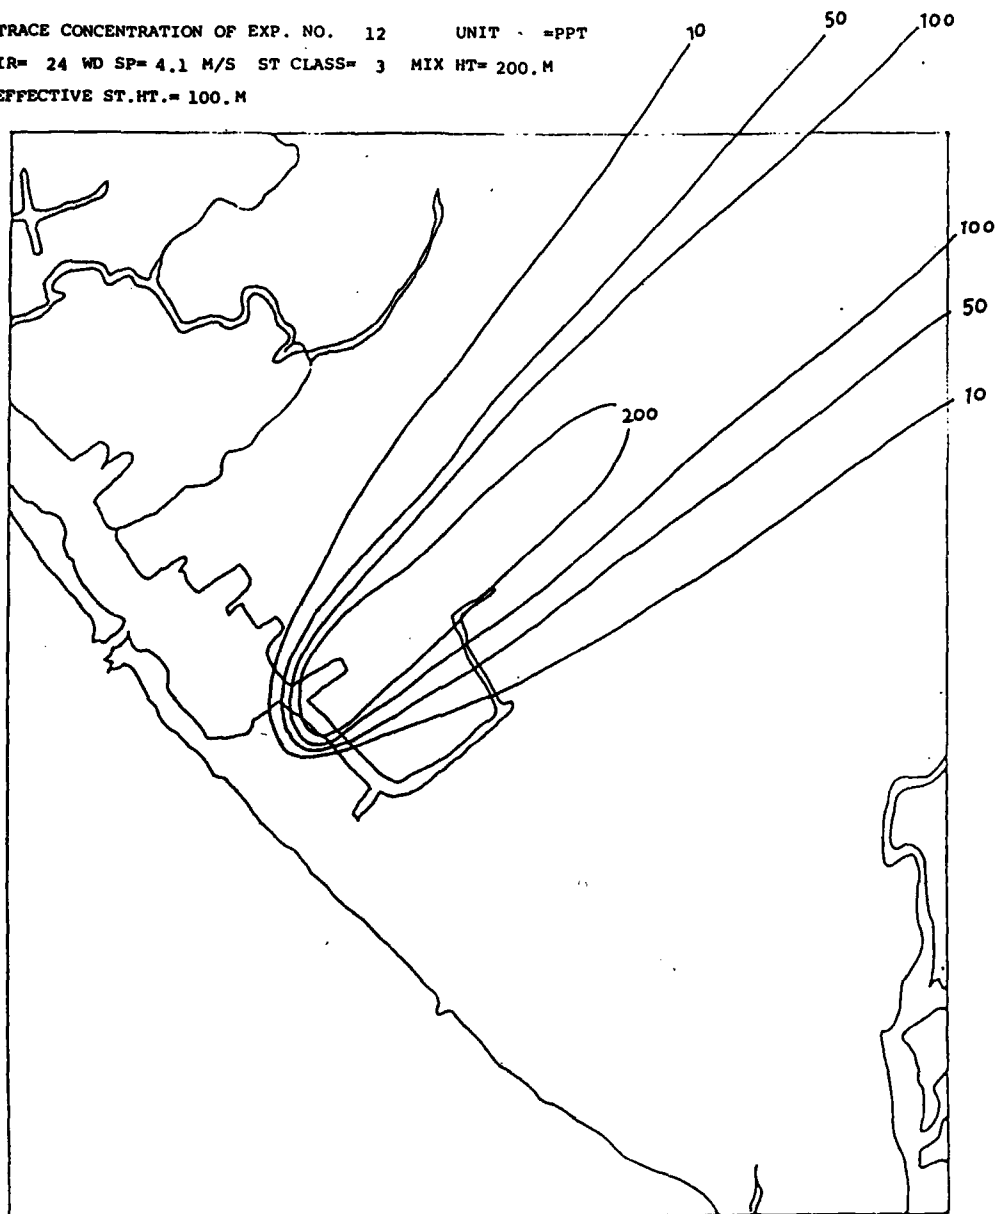 TRACE CONCENTRATION OF EXP. NO. 12 UNIT =PPT
IR= 24 WD SP= 4.1 M/S ST CLASS= 3 MIX HT= 200.M
EFFECTIVE ST.HT.= 100.M
10
50
100
100
50
10
200